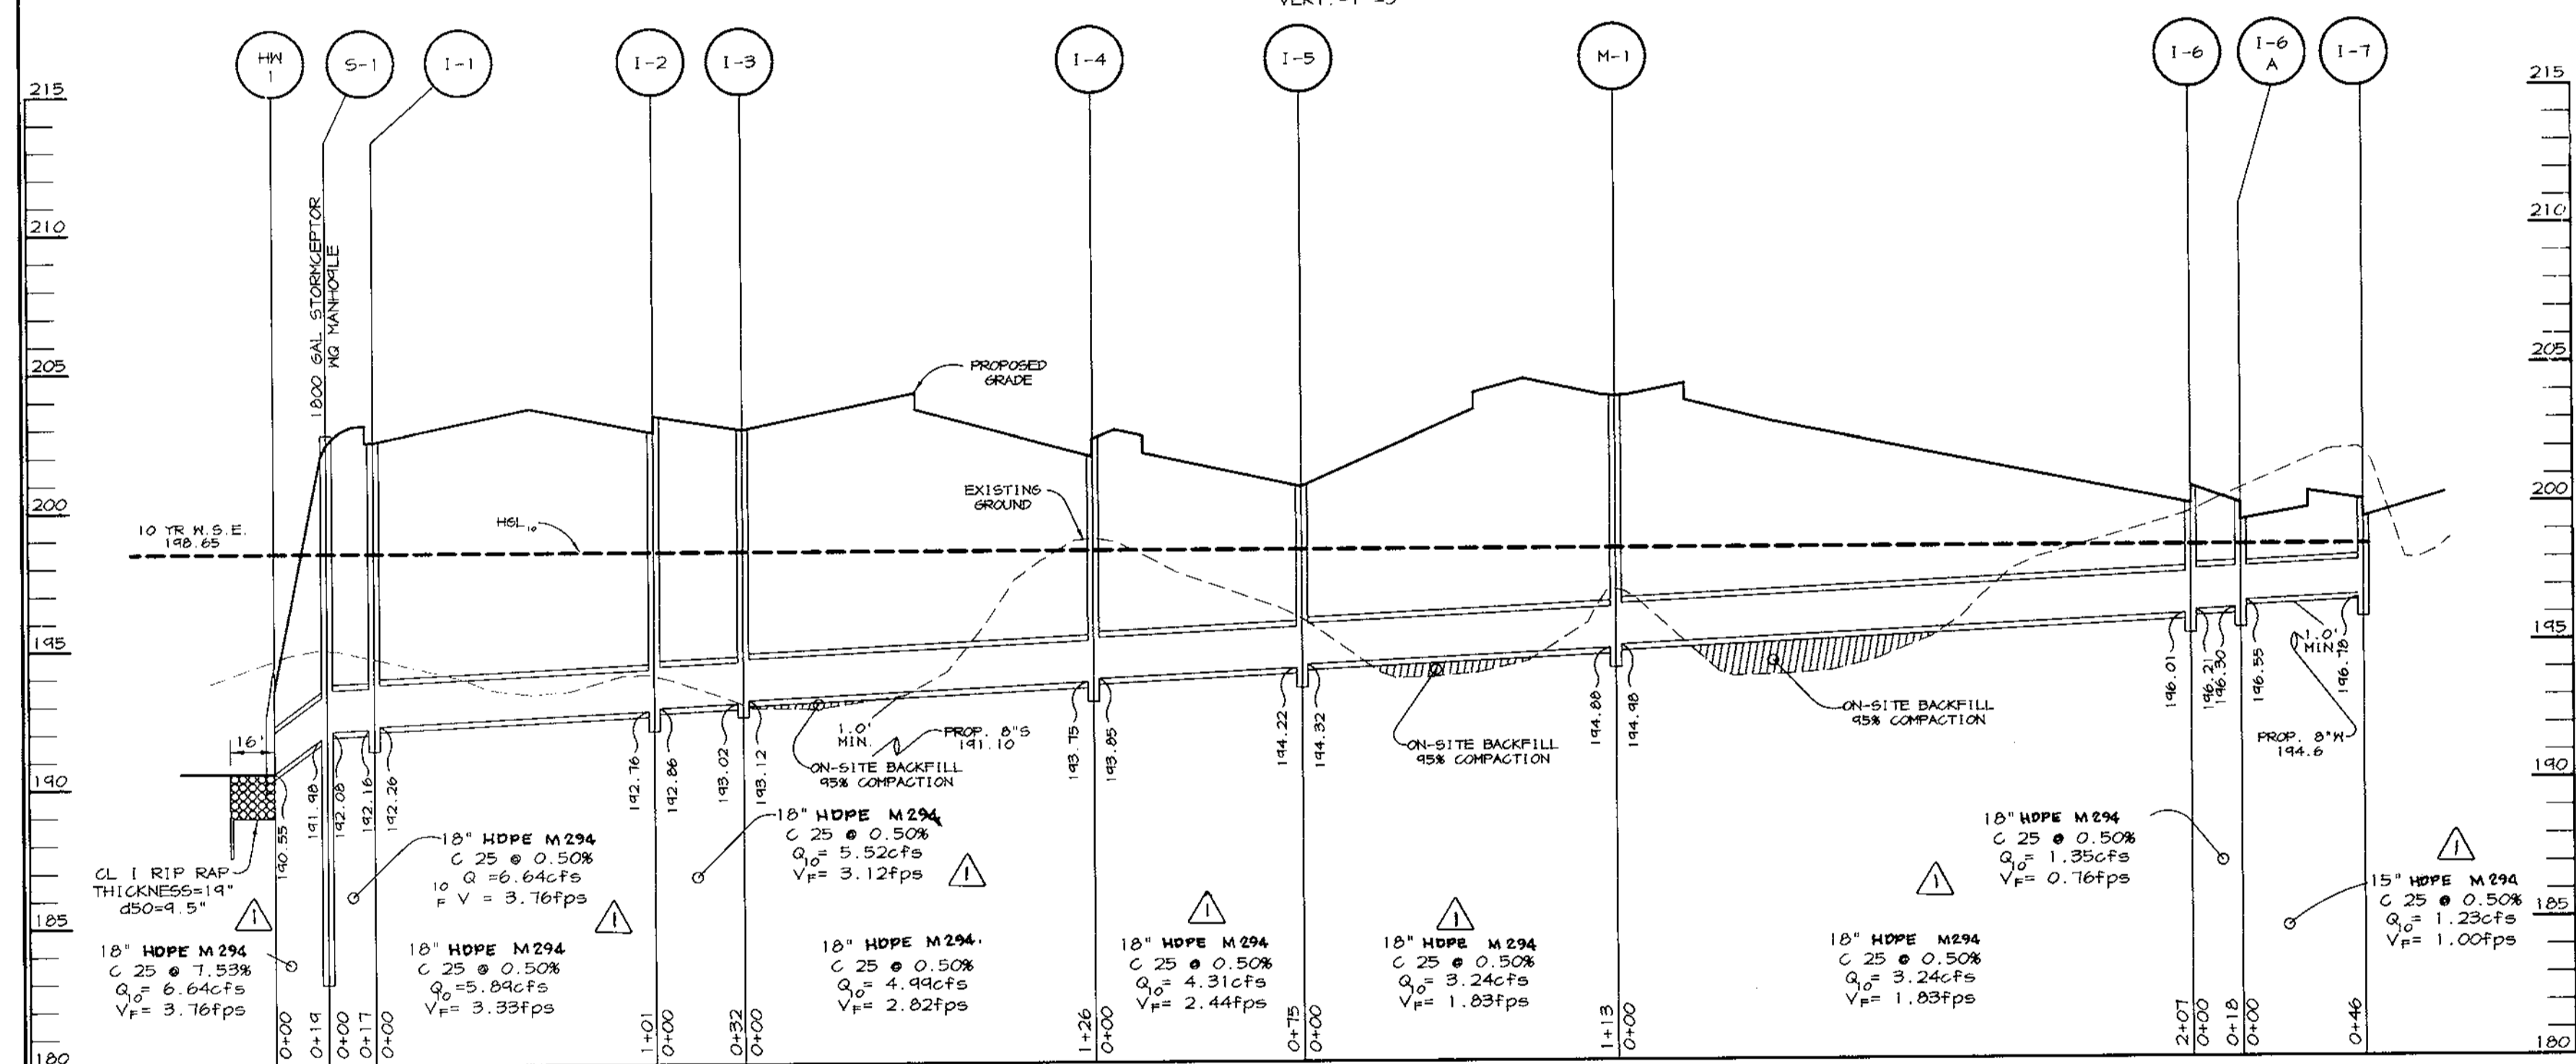 HW
1
S-1
I-1
I-2
I-3
I-4
I-5
M-1
I-6
I-6
A
I-7
215
215
210
210
205
205
200
200
195
195
190
190
185
185
180
180
1800 GAL STORMCEPTOR
WQ MANHO9LE
PROPOSED
GRADE
EXISTING
GROUND
10 YR W.S.E.
198.65
HGL10
16'
CL I RIP RAP
THICKNESS=19"
d50=9.5"
190.55
191.98
192.08
192.16
192.26
192.76
192.86
193.02
193.12
193.75
193.85
194.22
194.32
194.88
194.98
196.01
196.21
196.30
196.55
196.78
1.0'
MIN.
PROP. 8"S
191.10
ON-SITE BACKFILL
95% COMPACTION
ON-SITE BACKFILL
95% COMPACTION
ON-SITE BACKFILL
95% COMPACTION
1.0'
MIN.
PROP. 8"W
194.6
18" HDPE M294
C 25 @ 0.50%
Q =6.64cfs
10
F V = 3.76fps
18" HDPE M294
C 25 @ 0.50%
Q10= 5.52cfs
VF= 3.12fps
18" HDPE M294
C 25 @ 0.50%
Q10= 1.35cfs
VF= 0.76fps
15" HDPE M294
C 25 @ 0.50%
Q10= 1.23cfs
VF= 1.00fps
18" HDPE M294
C 25 @ 7.53%
Q10= 6.64cfs
VF= 3.76fps
18" HDPE M294
C 25 @ 0.50%
Q10=5.89cfs
VF= 3.33fps
18" HDPE M294.
C 25 @ 0.50%
Q10= 4.99cfs
VF= 2.82fps
18" HDPE M294
C 25 @ 0.50%
Q10= 4.31cfs
VF= 2.44fps
18" HDPE M294
C 25 @ 0.50%
Q10= 3.24cfs
VF= 1.83fps
18" HDPE M294
C 25 @ 0.50%
Q10= 3.24cfs
VF= 1.83fps
1
1
1
1
1
1
1
0+00
0+19
0+00
0+17
0+00
1+01
0+00
0+32
0+00
1+26
0+00
0+75
0+00
1+13
0+00
2+07
0+00
0+18
0+00
0+46